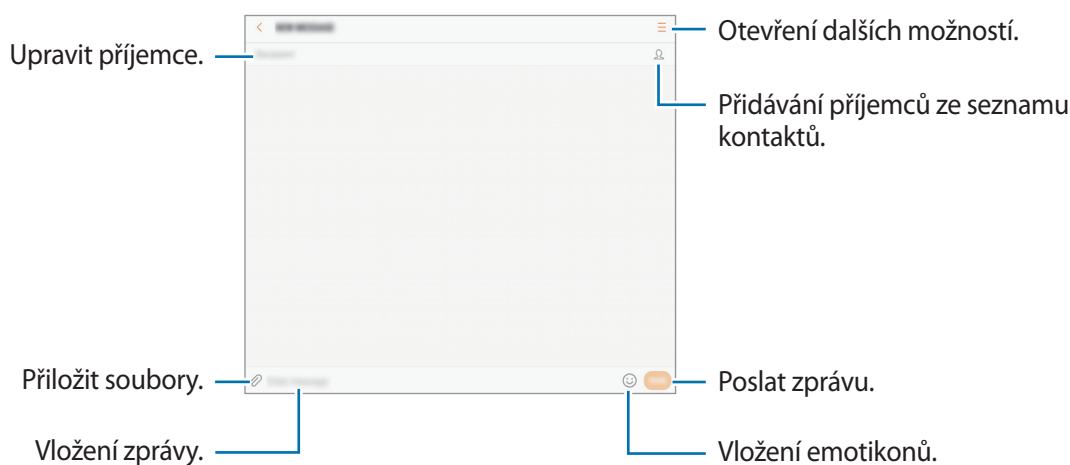 Otevření dalších možností.
Upravit příjemce.
Přidávání příjemců ze seznamu
kontaktů.
Přiložit soubory.
Poslat zprávu.
Vložení zprávy.
Vložení emotikonů.